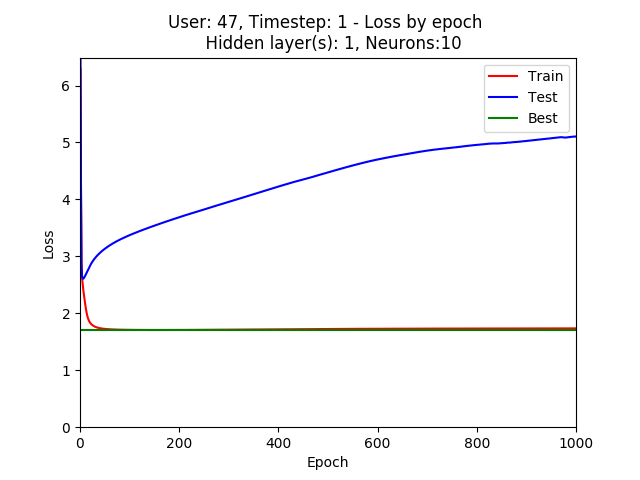 User: 47, Timestep: 1 - Loss by epoch
Hidden layer(s): 1, Neurons:10
Train
Test
Best
6
5
4
3
2
1
0
Loss
0 200 400 600 800 1000
Epoch